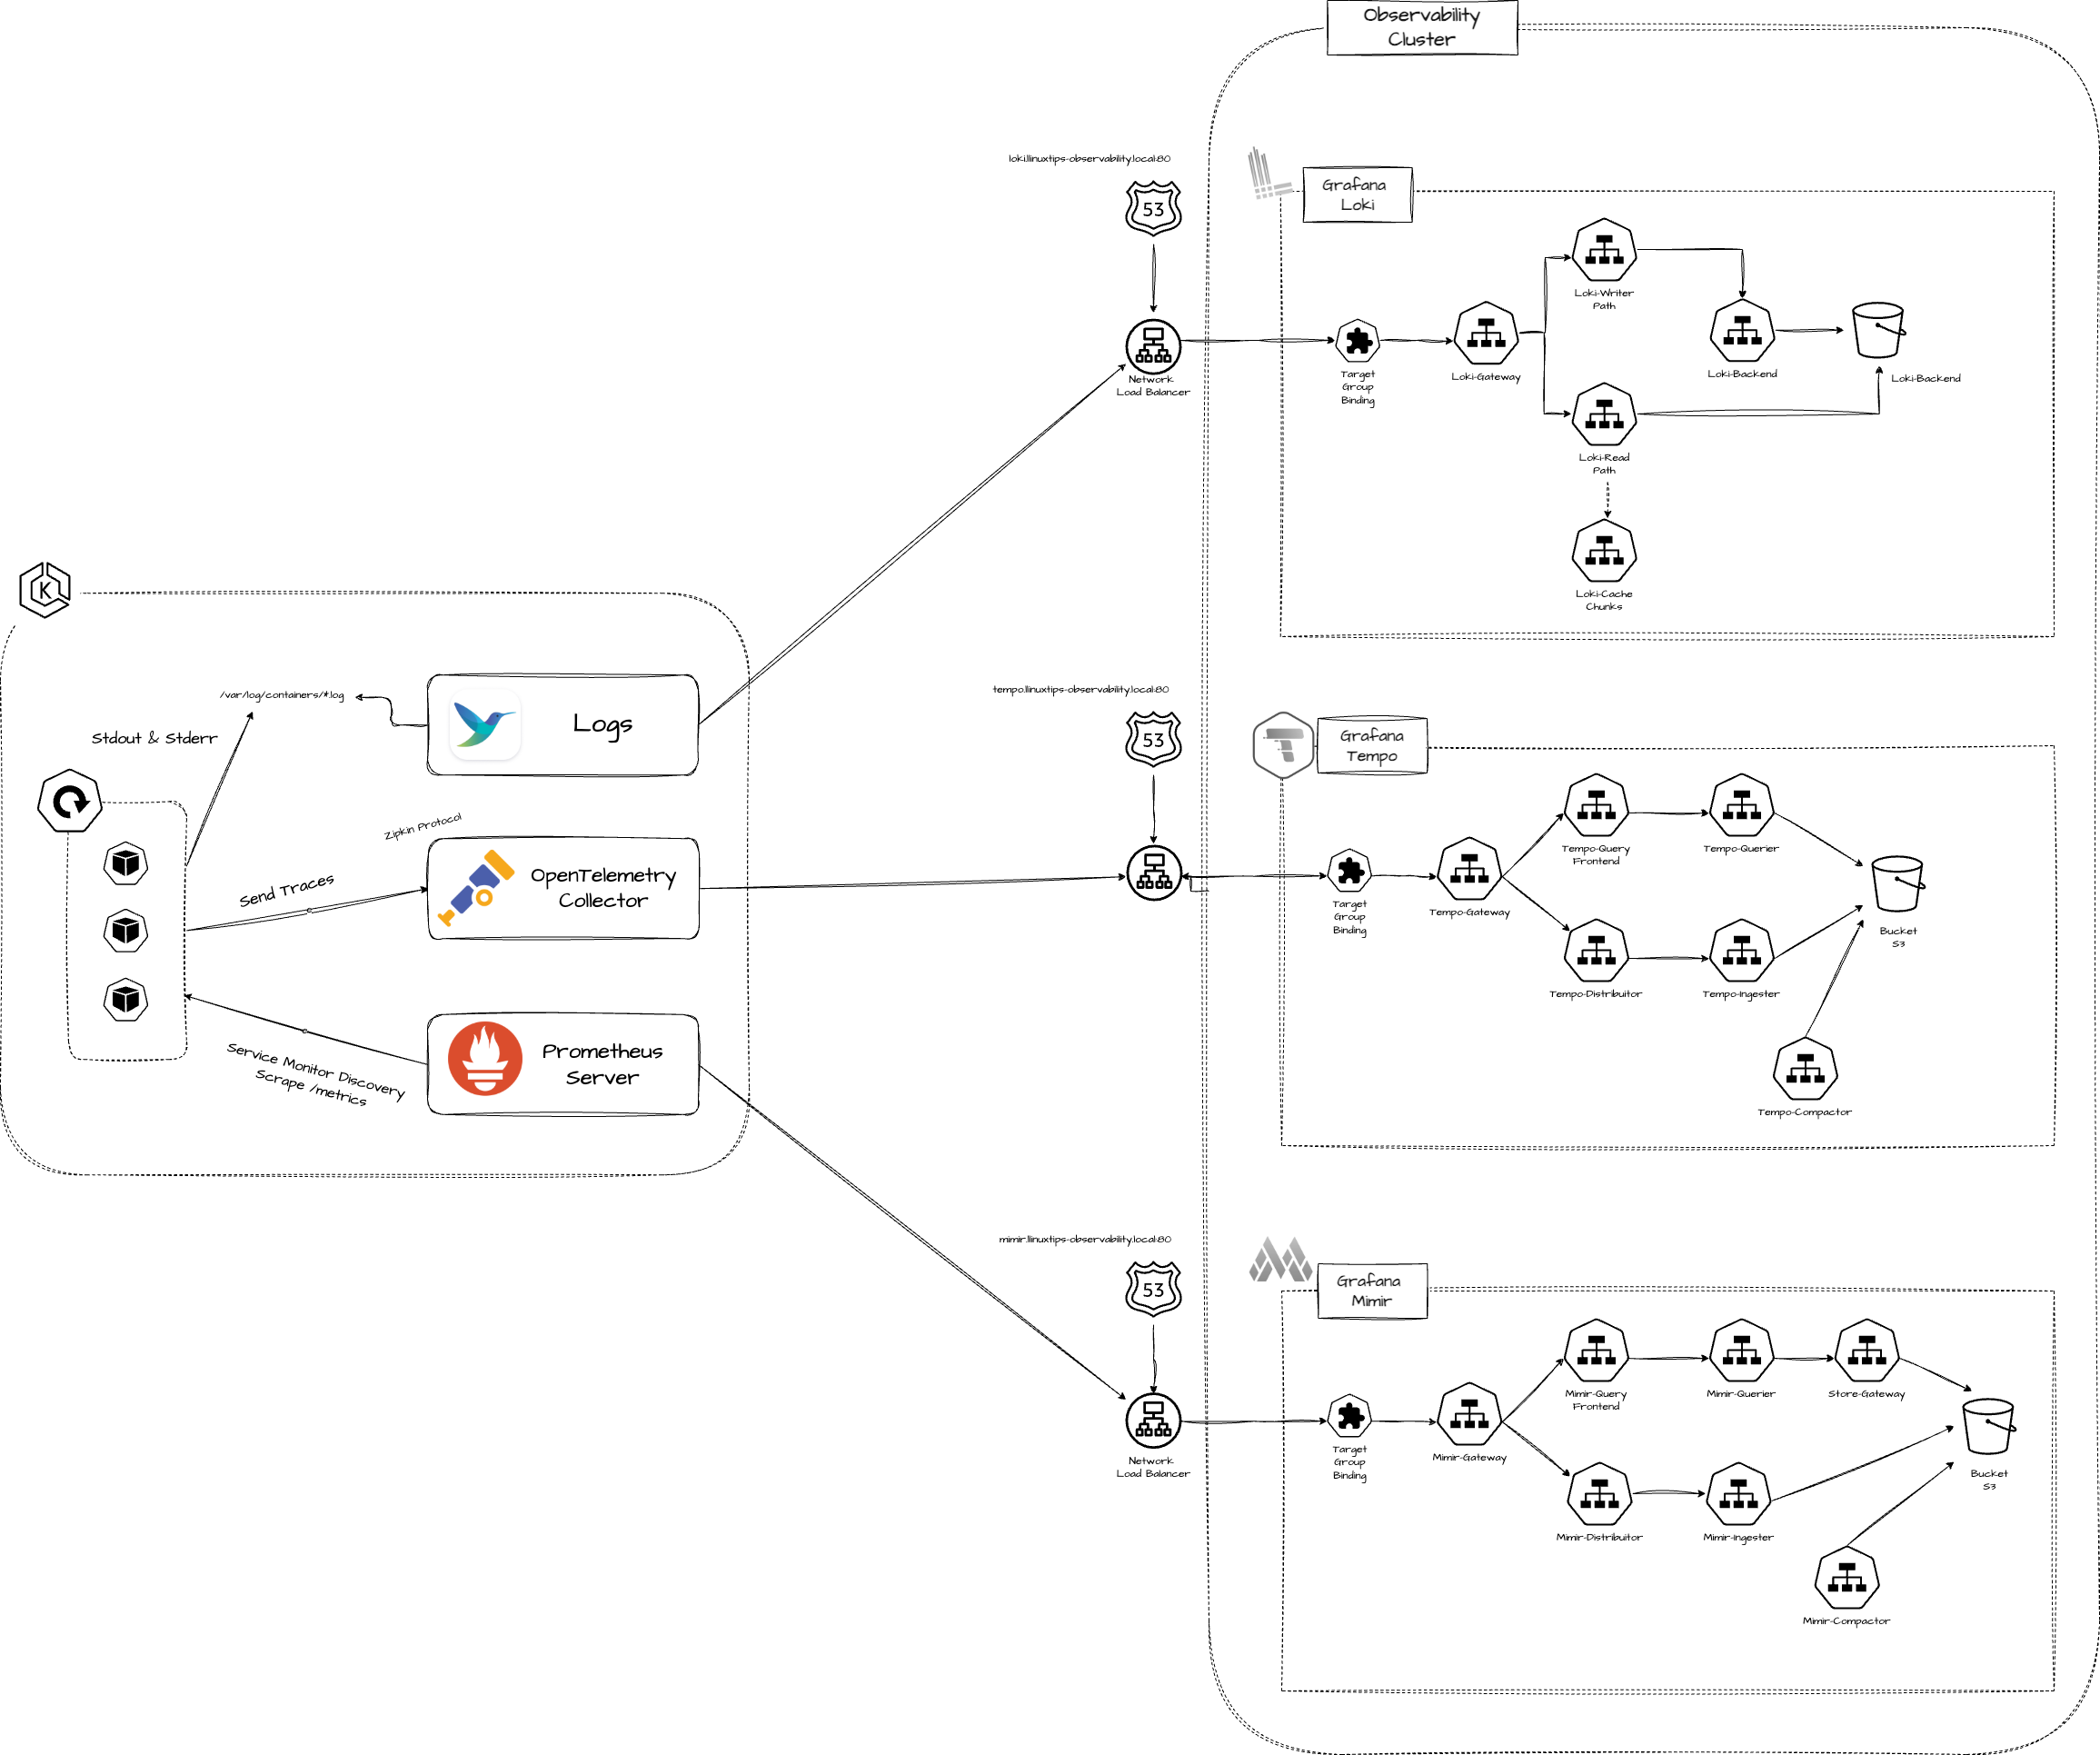 Observability
Cluster
loki.linuxtips-observability.local:80
53
Network
Load Balancer
Grafana
Loki
Target
Group
Binding
Loki-Gateway
Loki-Writer
Path
Loki-Read
Path
Loki-Cache
Chunks
Loki-Backend
Loki-Backend
K
/var/log/containers/*.log
Stdout & Stderr
Logs
Zipkin Protocol
Send Traces
OpenTelemetry
Collector
Service Monitor Discovery
Scrape /metrics
Prometheus
Server
tempo.linuxtips-observability.local:80
53
Grafana
Tempo
Target
Group
Binding
Tempo-Gateway
Tempo-Query
Frontend
Tempo-Querier
Tempo-Distribuitor
Tempo-Ingester
Bucket
S3
Tempo-Compactor
mimir.linuxtips-observability.local:80
53
Network
Load Balancer
Grafana
Mimir
Target
Group
Binding
Mimir-Gateway
Mimir-Query
Frontend
Mimir-Querier
Store-Gateway
Mimir-Distribuitor
Mimir-Ingester
Bucket
S3
Mimir-Compactor